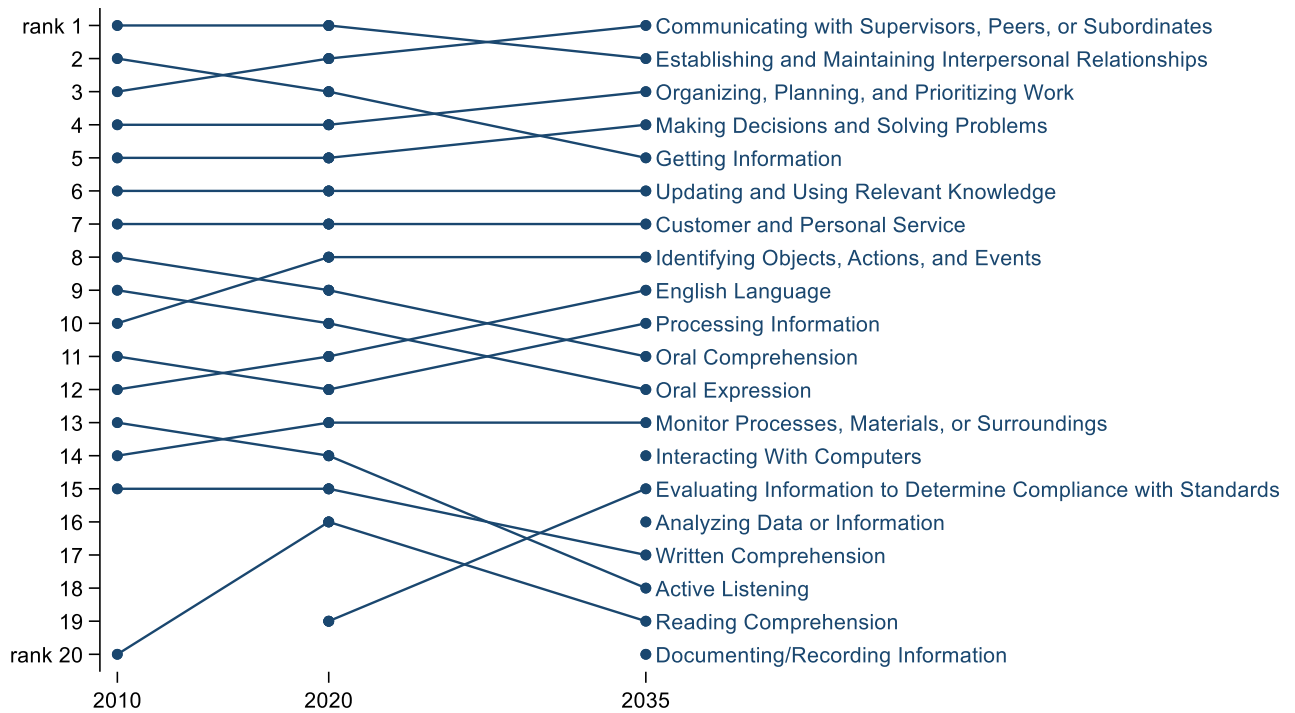 rank 1 Communicating with Supervisors, Peers, or Subordinates
2 Establishing and Maintaining Interpersonal Relationships
3 Organizing, Planning, and Prioritizing Work
4 Making Decisions and Solving Problems
5 Getting Information
6 Updating and Using Relevant Knowledge
7 Customer and Personal Service
8 Identifying Objects, Actions, and Events
9 English Language
10 Processing Information
11 Oral Comprehension
12 Oral Expression
13 Monitor Processes, Materials, or Surroundings
14 Interacting With Computers
15 Evaluating Information to Determine Compliance with Standards
16 Analyzing Data or Information
17 Written Comprehension
18 Active Listening
19 Reading Comprehension
rank 20 Documenting/Recording Information
2010 2020 2035